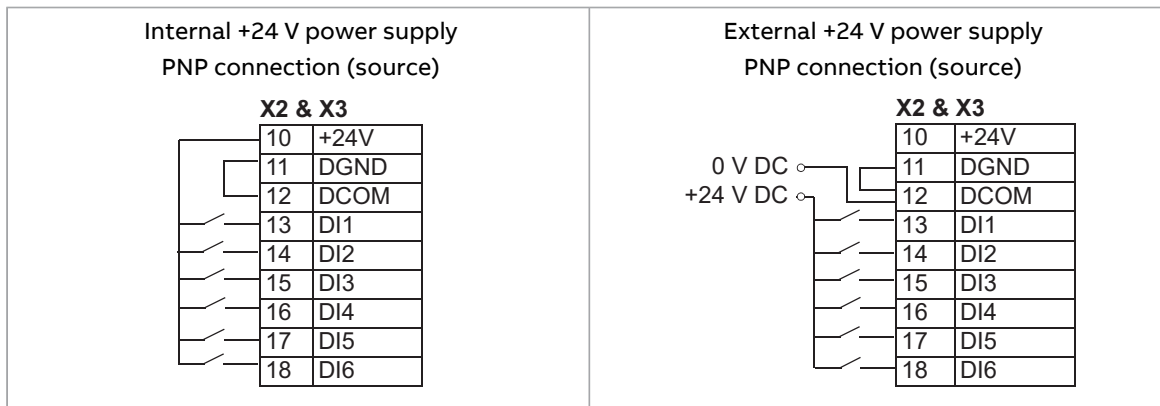 Internal +24 V power supply
PNP connection (source)
X2 & X3
10 +24V
11 DGND
12 DCOM
13 DI1
14 DI2
15 DI3
16 DI4
17 DI5
18 DI6
External +24 V power supply
PNP connection (source)
X2 & X3
10 +24V
0 V DC 11 DGND
+24 V DC 12 DCOM
13 DI1
14 DI2
15 DI3
16 DI4
17 DI5
18 DI6